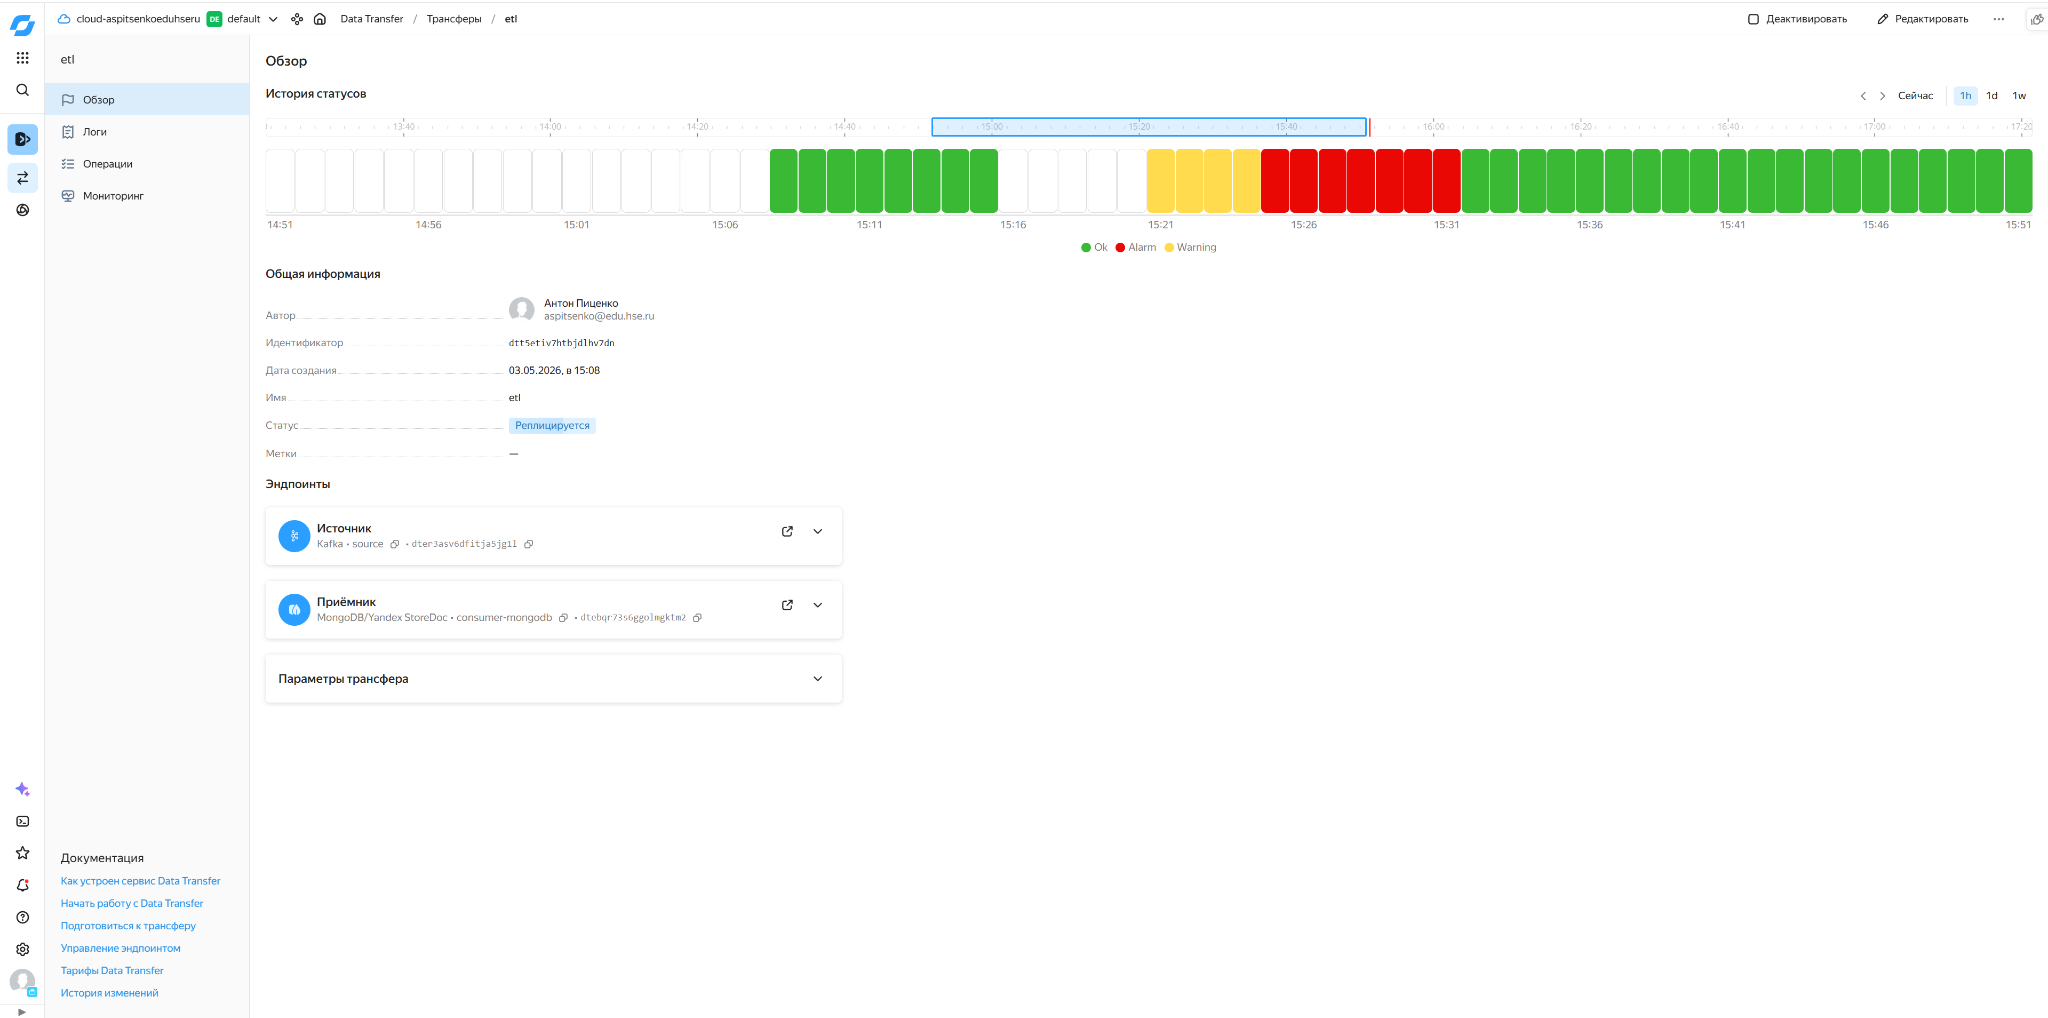 cloud-aspitsenkoeduhseru DE default Data Transfer / Трансферы / etl
Деактивировать Редактировать
etl
Обзор
Логи
Операции
Мониторинг
Обзор
История статусов
Сейчас 1h 1d 1w
13:40 14:00 14:20 14:40 15:00 15:20 15:40 16:00 16:20 16:40 17:00 17:20
14:51 14:56 15:01 15:06 15:11 15:16 15:21 15:26 15:31 15:36 15:41 15:46 15:51
Ok Alarm Warning
Общая информация
Автор Антон Пиценко
aspitsenko@edu.hse.ru
Идентификатор dtt5etiv7htbjdlhv7dn
Дата создания 03.05.2026, в 15:08
Имя etl
Статус Реплицируется
Метки —
Эндпоинты
Источник
Kafka • source • dter3asv6dfitja5jg1l
Приёмник
MongoDB/Yandex StoreDoc • consumer-mongodb • dtebqr73s6ggolmgktm2
Параметры трансфера
Документация
Как устроен сервис Data Transfer
Начать работу с Data Transfer
Подготовиться к трансферу
Управление эндпоинтом
Тарифы Data Transfer
История изменений